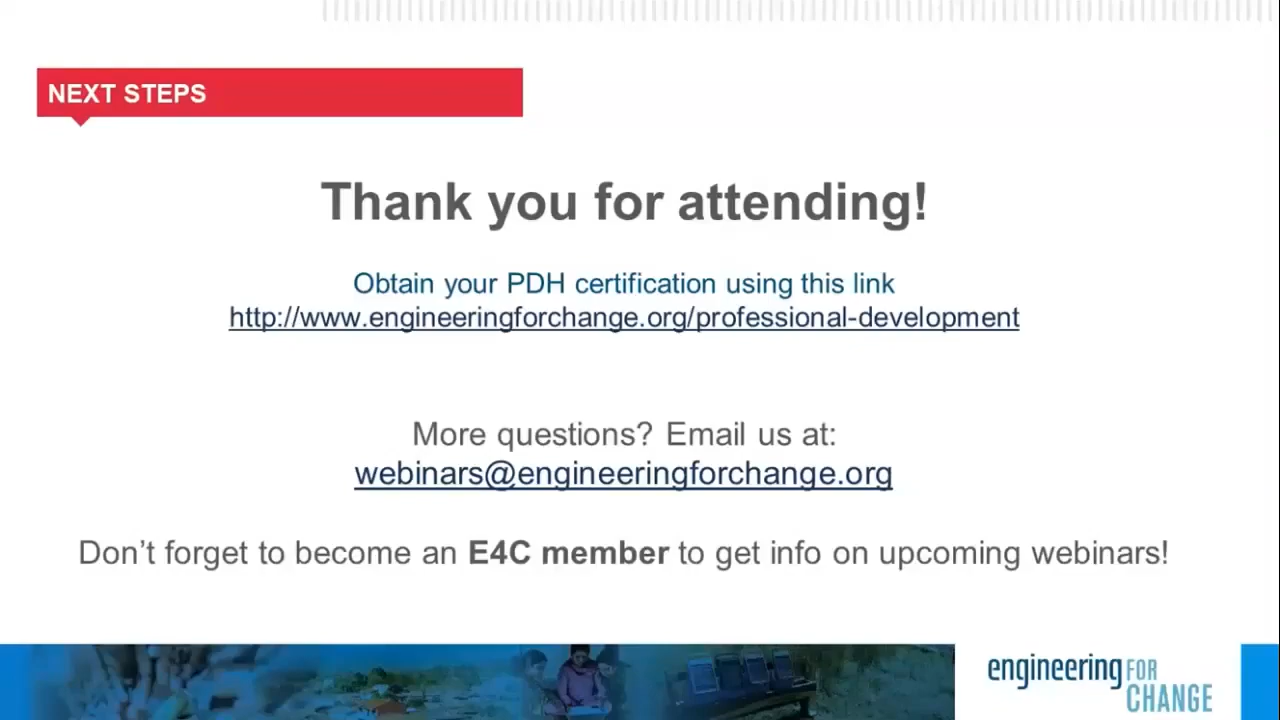 NEXT STEPS
Thank you for attending!
Obtain your PDH certification using this link
http://www.engineeringforchange.org/professional-development
More questions? Email us at:
webinars@engineeringforchange.org
Don’t forget to become an E4C member to get info on upcoming webinars!
engineering FOR
CHANGE